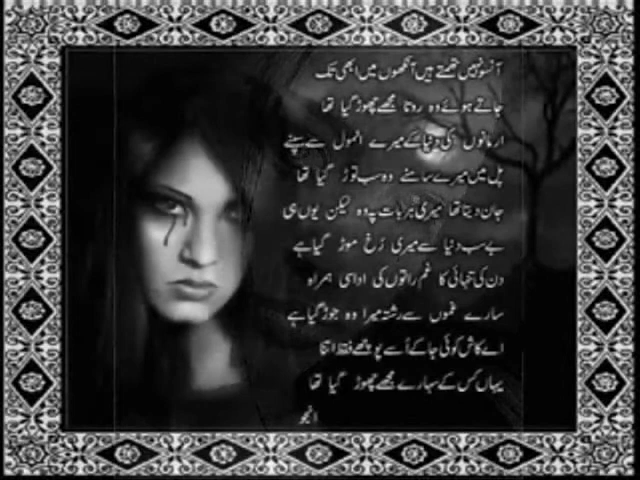 آنسو نہیں تھمتے ہیں آنکھوں میں ابھی تک
جاتے ہوئے وہ روتا مجھے چھوڑ گیا تھا
ارمانوں کی دنیا کے میرے انمول سے سپنے
پل میں میرے سامنے وہ سب توڑ گیا تھا
جان دیتا تھا میری ہر بات پہ وہ لیکن یوں ہی
بے سبب دنیا سے میری رخ موڑ گیا ہے
دن کی تنہائی کا غم راتوں کی اداسی ہمراہ
سارے غموں سے رشتہ میرا وہ جوڑ گیا ہے
اے کاش کوئی جا کے اُسے پوچھے فقط اتنا
یہاں کس کے سہارے مجھے چھوڑ گیا تھا
انجو